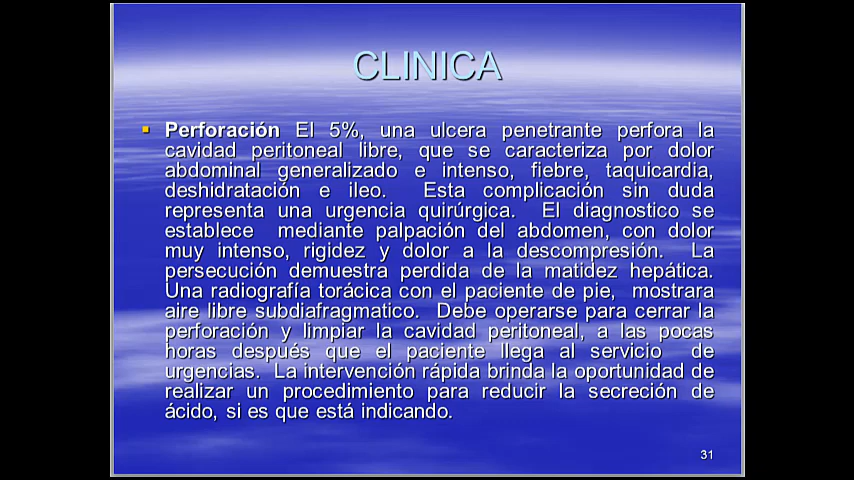 CLINICA
Perforación El 5%, una ulcera penetrante perfora la
cavidad peritoneal libre, que se caracteriza por dolor
abdominal generalizado e intenso, fiebre, taquicardia,
deshidratación e ileo. Esta complicación sin duda
representa una urgencia quirúrgica. El diagnostico se
establece mediante palpación del abdomen, con dolor
muy intenso, rigidez y dolor a la descompresión. La
persecución demuestra perdida de la matidez hepática.
Una radiografía torácica con el paciente de pie, mostrara
aire libre subdiafragmatico. Debe operarse para cerrar la
perforación y limpiar la cavidad peritoneal, a las pocas
horas después que el paciente llega al servicio de
urgencias. La intervención rápida brinda la oportunidad de
realizar un procedimiento para reducir la secreción de
ácido, si es que está indicando.
31